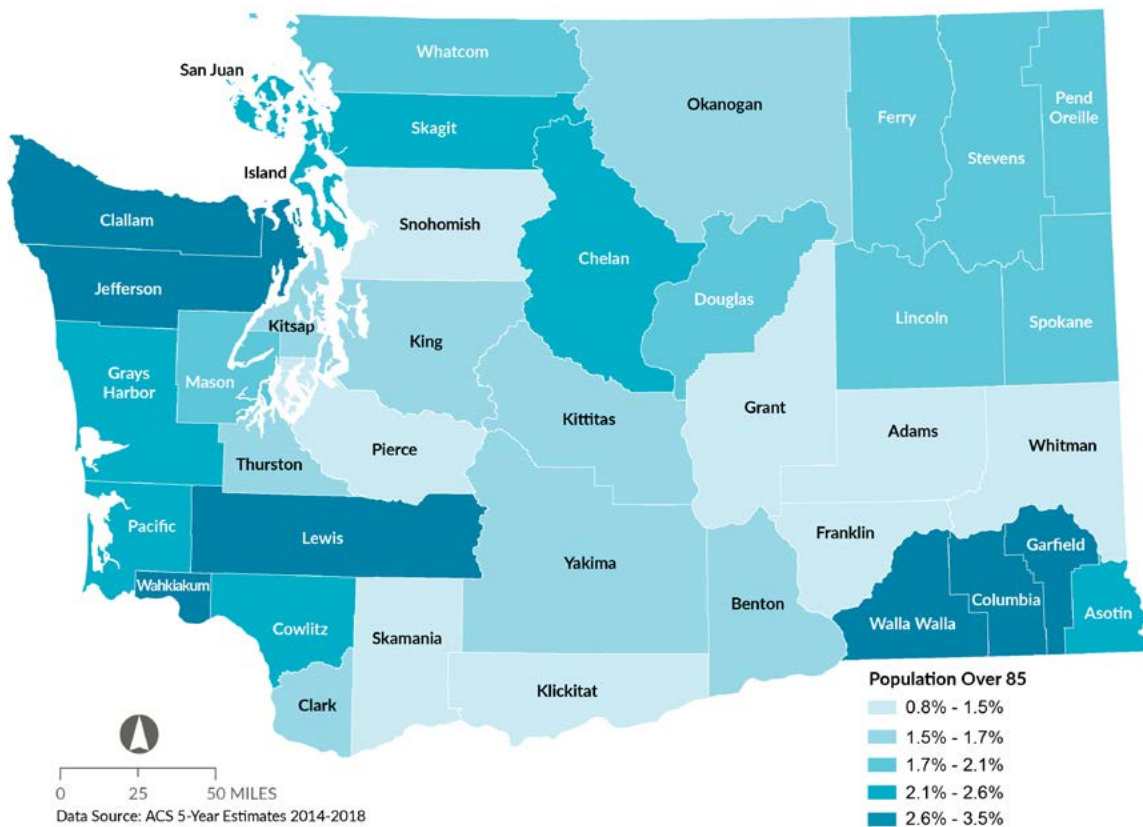 Whatcom
San Juan
Okanogan
Pend
Oreille
Ferry
Skagit
Stevens
Island
Clallam
Snohomish
Chelan
Jefferson
Douglas
Lincoln
Spokane
Kitsap
King
Grays
Harbor
Mason
Kittitas
Grant
Adams
Whitman
Pierce
Thurston
Franklin
Pacific
Lewis
Garfield
Yakima
Wahkiakum
Benton
Columbia
Asotin
Walla Walla
Cowlitz
Skamania
Klickitat
Clark
Population Over 85
0.8% - 1.5%
1.5% - 1.7%
1.7% - 2.1%
2.1% - 2.6%
2.6% - 3.5%
0 50 MILES
Data Source: ACS 5-Year Estimates 2014-2018